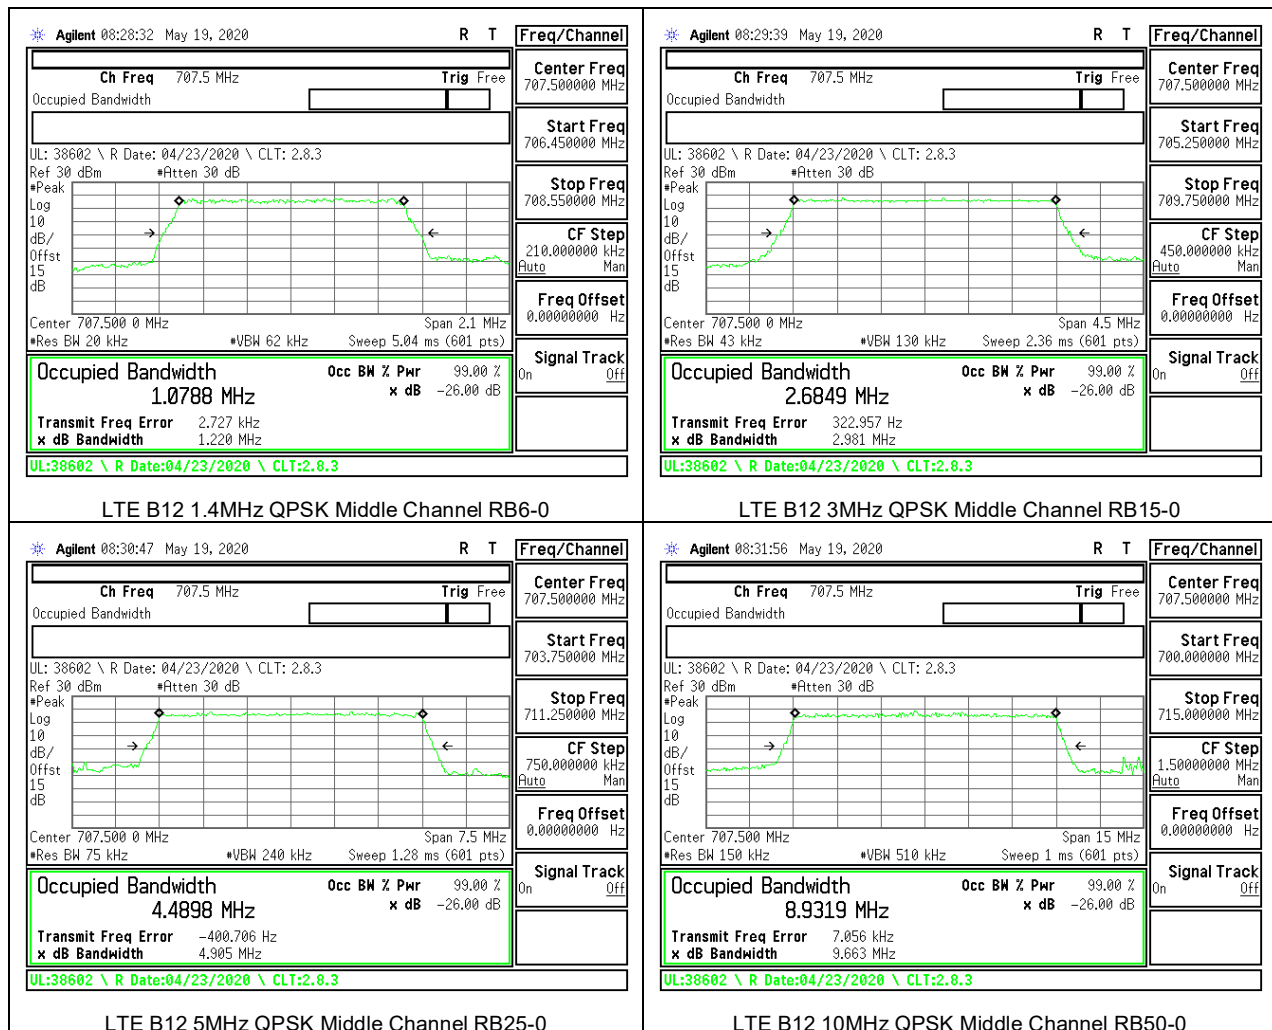 Agilent 08:28:32 May 19, 2020 R T
Freq/Channel
Ch Freq 707.5 MHz Trig Free
Occupied Bandwidth
UL: 38602 \ R Date: 04/23/2020 \ CLT: 2.8.3
Ref 30 dBm #Atten 30 dB
#Peak
Log
10
dB/
Offst
15
dB
Center 707.500 0 MHz Span 2.1 MHz
#Res BW 20 kHz #VBW 62 kHz Sweep 5.04 ms (601 pts)
Occupied Bandwidth Occ BW % Pwr 99.00 %
1.0788 MHz x dB -26.00 dB
Transmit Freq Error 2.727 kHz
x dB Bandwidth 1.220 MHz
UL:38602 \ R Date:04/23/2020 \ CLT:2.8.3
Center Freq
707.500000 MHz
Start Freq
706.450000 MHz
Stop Freq
708.550000 MHz
CF Step
210.000000 kHz
Auto Man
Freq Offset
0.00000000 Hz
Signal Track
On Off
LTE B12 1.4MHz QPSK Middle Channel RB6-0
Agilent 08:29:39 May 19, 2020 R T
Freq/Channel
Ch Freq 707.5 MHz Trig Free
Occupied Bandwidth
UL: 38602 \ R Date: 04/23/2020 \ CLT: 2.8.3
Ref 30 dBm #Atten 30 dB
#Peak
Log
10
dB/
Offst
15
dB
Center 707.500 0 MHz Span 4.5 MHz
#Res BW 43 kHz #VBW 130 kHz Sweep 2.36 ms (601 pts)
Occupied Bandwidth Occ BW % Pwr 99.00 %
2.6849 MHz x dB -26.00 dB
Transmit Freq Error 322.957 Hz
x dB Bandwidth 2.981 MHz
UL:38602 \ R Date:04/23/2020 \ CLT:2.8.3
Center Freq
707.500000 MHz
Start Freq
705.250000 MHz
Stop Freq
709.750000 MHz
CF Step
450.000000 kHz
Auto Man
Freq Offset
0.00000000 Hz
Signal Track
On Off
LTE B12 3MHz QPSK Middle Channel RB15-0
Agilent 08:30:47 May 19, 2020 R T
Freq/Channel
Ch Freq 707.5 MHz Trig Free
Occupied Bandwidth
UL: 38602 \ R Date: 04/23/2020 \ CLT: 2.8.3
Ref 30 dBm #Atten 30 dB
#Peak
Log
10
dB/
Offst
15
dB
Center 707.500 0 MHz Span 7.5 MHz
#Res BW 75 kHz #VBW 240 kHz Sweep 1.28 ms (601 pts)
Occupied Bandwidth Occ BW % Pwr 99.00 %
4.4898 MHz x dB -26.00 dB
Transmit Freq Error -400.706 Hz
x dB Bandwidth 4.905 MHz
UL:38602 \ R Date:04/23/2020 \ CLT:2.8.3
Center Freq
707.500000 MHz
Start Freq
703.750000 MHz
Stop Freq
711.250000 MHz
CF Step
750.000000 kHz
Auto Man
Freq Offset
0.00000000 Hz
Signal Track
On Off
LTE B12 5MHz QPSK Middle Channel RB25-0
Agilent 08:31:56 May 19, 2020 R T
Freq/Channel
Ch Freq 707.5 MHz Trig Free
Occupied Bandwidth
UL: 38602 \ R Date: 04/23/2020 \ CLT: 2.8.3
Ref 30 dBm #Atten 30 dB
#Peak
Log
10
dB/
Offst
15
dB
Center 707.500 MHz Span 15 MHz
#Res BW 150 kHz #VBW 510 kHz Sweep 1 ms (601 pts)
Occupied Bandwidth Occ BW % Pwr 99.00 %
8.9319 MHz x dB -26.00 dB
Transmit Freq Error 7.056 kHz
x dB Bandwidth 9.663 MHz
UL:38602 \ R Date:04/23/2020 \ CLT:2.8.3
Center Freq
707.500000 MHz
Start Freq
700.000000 MHz
Stop Freq
715.000000 MHz
CF Step
1.50000000 MHz
Auto Man
Freq Offset
0.00000000 Hz
Signal Track
On Off
LTE B12 10MHz QPSK Middle Channel RB50-0